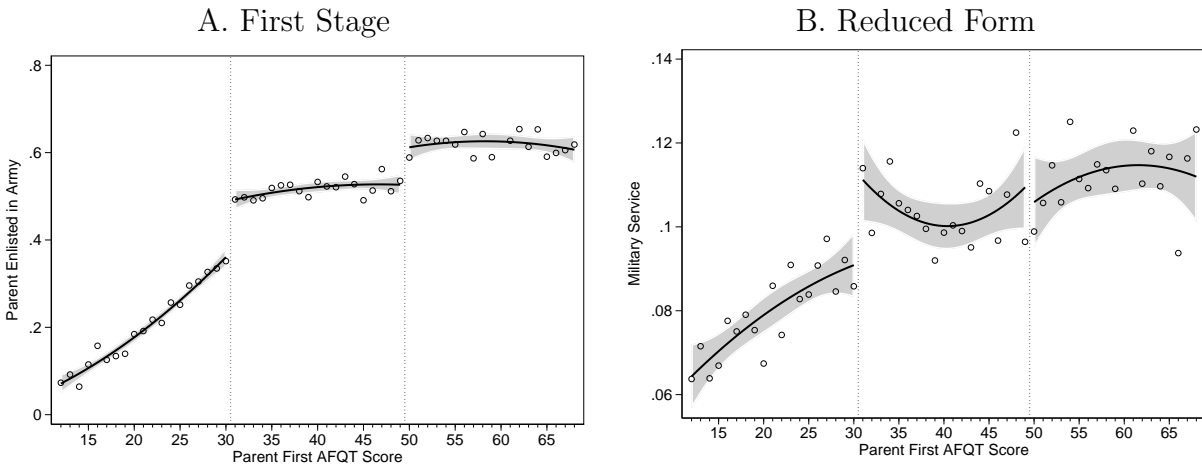 A. First Stage
Parent Enlisted in Army
.8
.6
.4
.2
0
15 20 25 30 35 40 45 50 55 60 65
Parent First AFQT Score
B. Reduced Form
Military Service
.14
.12
.1
.08
.06
15 20 25 30 35 40 45 50 55 60 65
Parent First AFQT Score